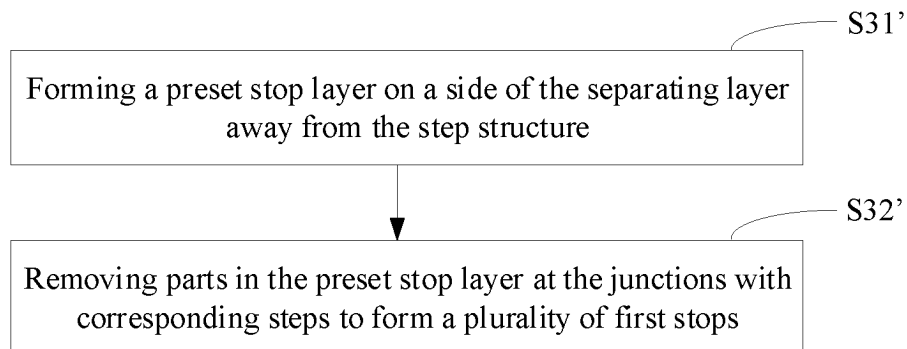 S31’
Forming a preset stop layer on a side of the separating layer
away from the step structure
S32’
Removing parts in the preset stop layer at the junctions with
corresponding steps to form a plurality of first stops